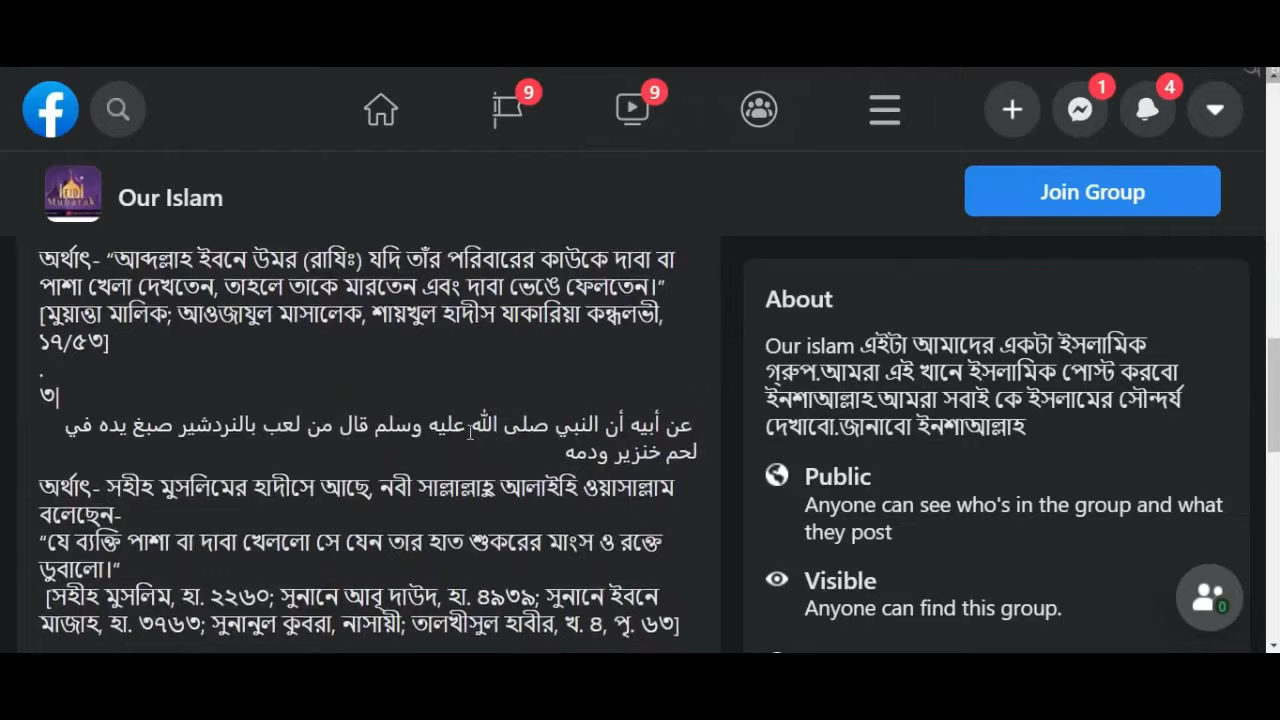 9
9
1
4
Our Islam
Join Group
অর্থাৎ- “আব্দল্লাহ ইবনে উমর (রাযিঃ) যদি তাঁর পরিবারের কাউকে দাবা বা
পাশা খেলা দেখতেন, তাহলে তাকে মারতেন এবং দাবা ভেঙে ফেলতেন।”
[মুয়াত্তা মালিক; আওজাযুল মাসালেক, শায়খুল হাদীস যাকারিয়া কন্ধলভী,
১৭/৫৩]
.
৩|
عن أبيه أن النبي صلى الله عليه وسلم قال من لعب بالنردشير صبغ يده في
لحم خنزير ودمه
অর্থাৎ- সহীহ মুসলিমের হাদীসে আছে, নবী সাল্লাল্লাহু আলাইহি ওয়াসাল্লাম
বলেছেন-
“যে ব্যক্তি পাশা বা দাবা খেললো সে যেন তার হাত শুকরের মাংস ও রক্তে
ডুবালো।“
[সহীহ মুসলিম, হা. ২২৬০; সুনানে আবূ দাউদ, হা. ৪৯৩৯; সুনানে ইবনে
মাজাহ, হা. ৩৭৬৩; সুনানুল কুবরা, নাসায়ী; তালখীসুল হাবীর, খ. ৪, পৃ. ৬৩]
About
Our islam এইটা আমাদের একটা ইসলামিক
গ্রুপ.আমরা এই খানে ইসলামিক পোস্ট করবো
ইনশাআল্লাহ.আমরা সবাই কে ইসলামের সৌন্দর্য
দেখাবো.জানাবো ইনশাআল্লাহ
Public
Anyone can see who's in the group and what
they post
Visible
Anyone can find this group.
0